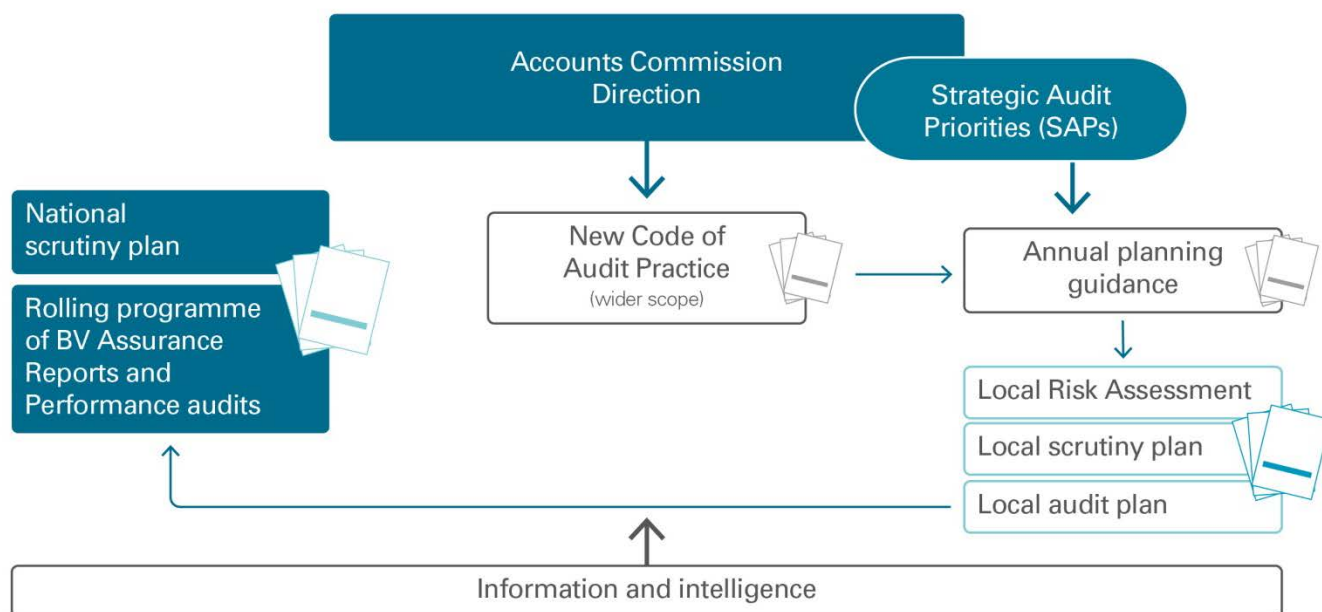 Accounts Commission
Direction
Strategic Audit
Priorities (SAPs)
National
scrutiny plan
Rolling programme
of BV Assurance
Reports and
Performance audits
New Code of
Audit Practice
(wider scope)
Annual planning
guidance
Local Risk Assessment
Local scrutiny plan
Local audit plan
Information and intelligence